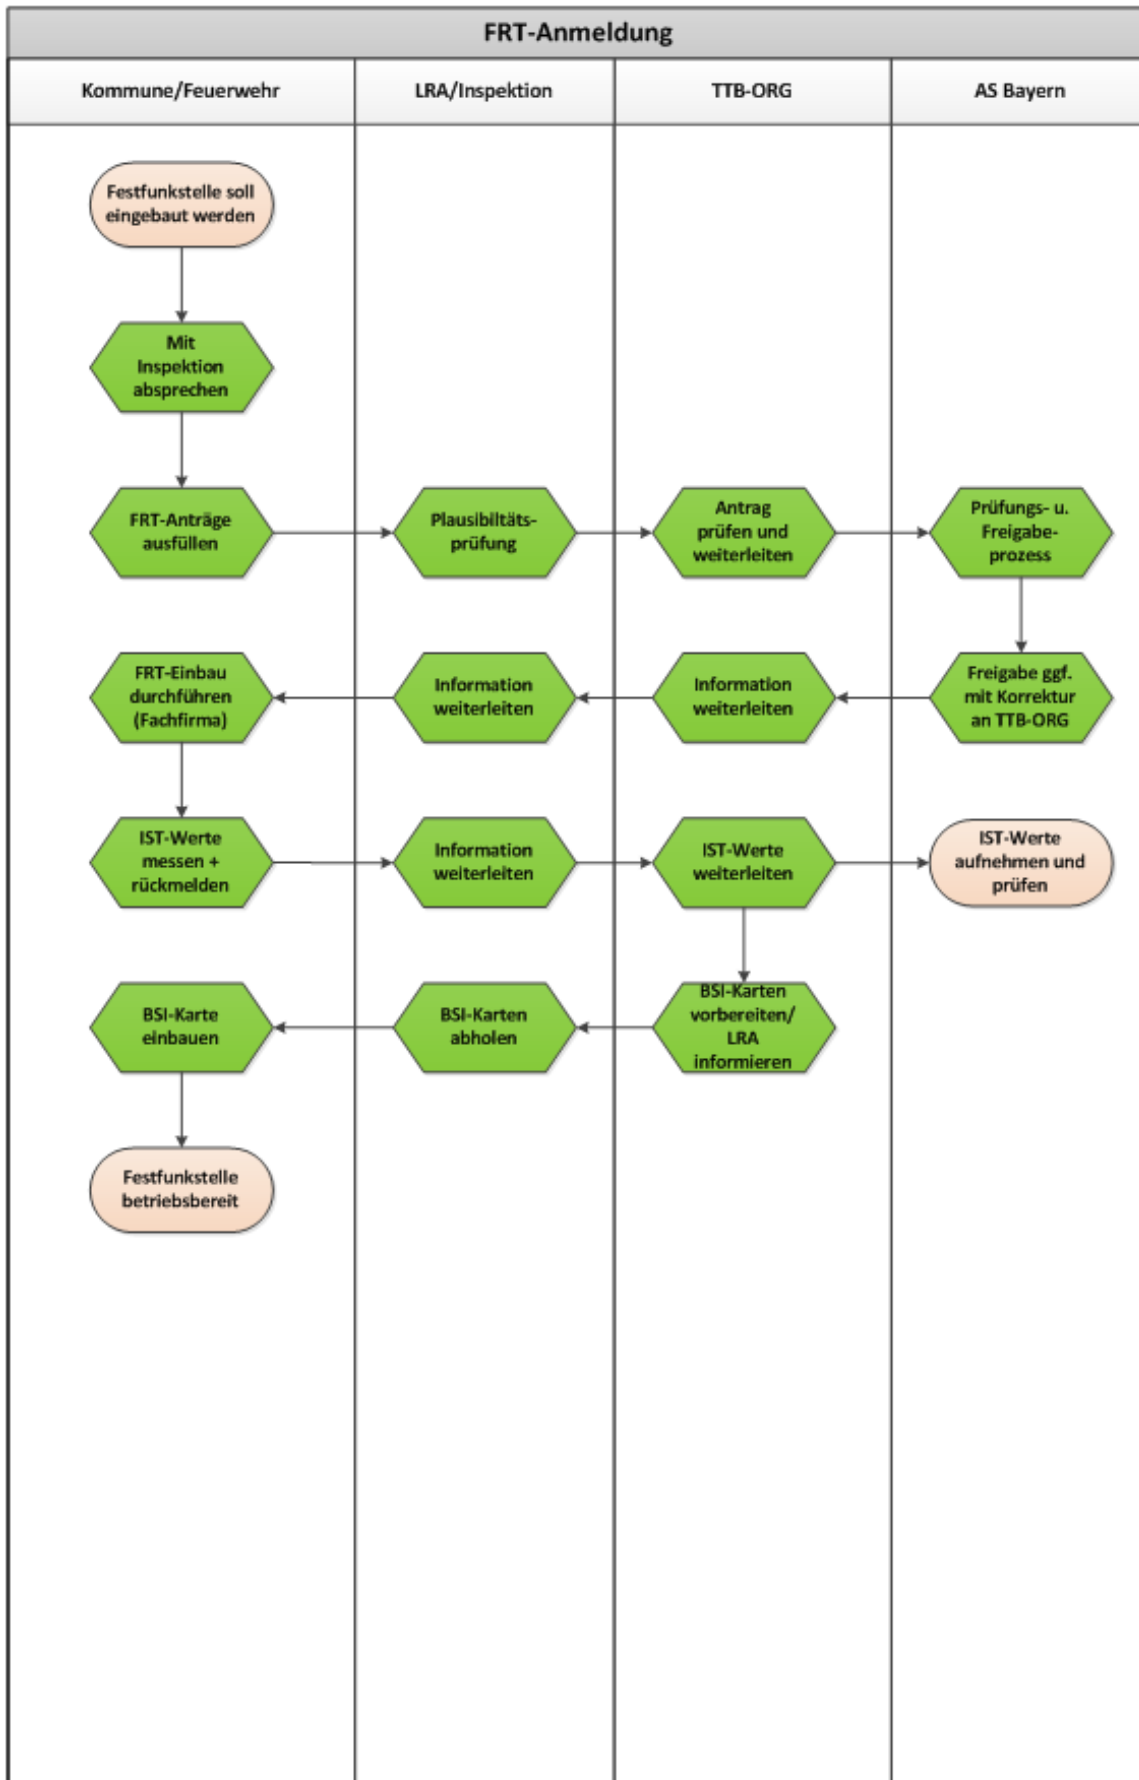 FRT-Anmeldung
Kommune/Feuerwehr
LRA/Inspektion
TTB-ORG
AS Bayern
Festfunkstelle soll
eingebaut werden
Mit
Inspektion
absprechen
FRT-Anträge
ausfüllen
Plausibiltäts-
prüfung
Antrag
prüfen und
weiterleiten
Prüfungs- u.
Freigabe-
prozess
FRT-Einbau
durchführen
(Fachfirma)
Information
weiterleiten
Information
weiterleiten
Freigabe ggf.
mit Korrektur
an TTB-ORG
IST-Werte
messen +
rückmelden
Information
weiterleiten
IST-Werte
weiterleiten
IST-Werte
aufnehmen und
prüfen
BSI-Karte
einbauen
BSI-Karten
abholen
BSI-Karten
vorbereiten/
LRA
informieren
Festfunkstelle
betriebsbereit